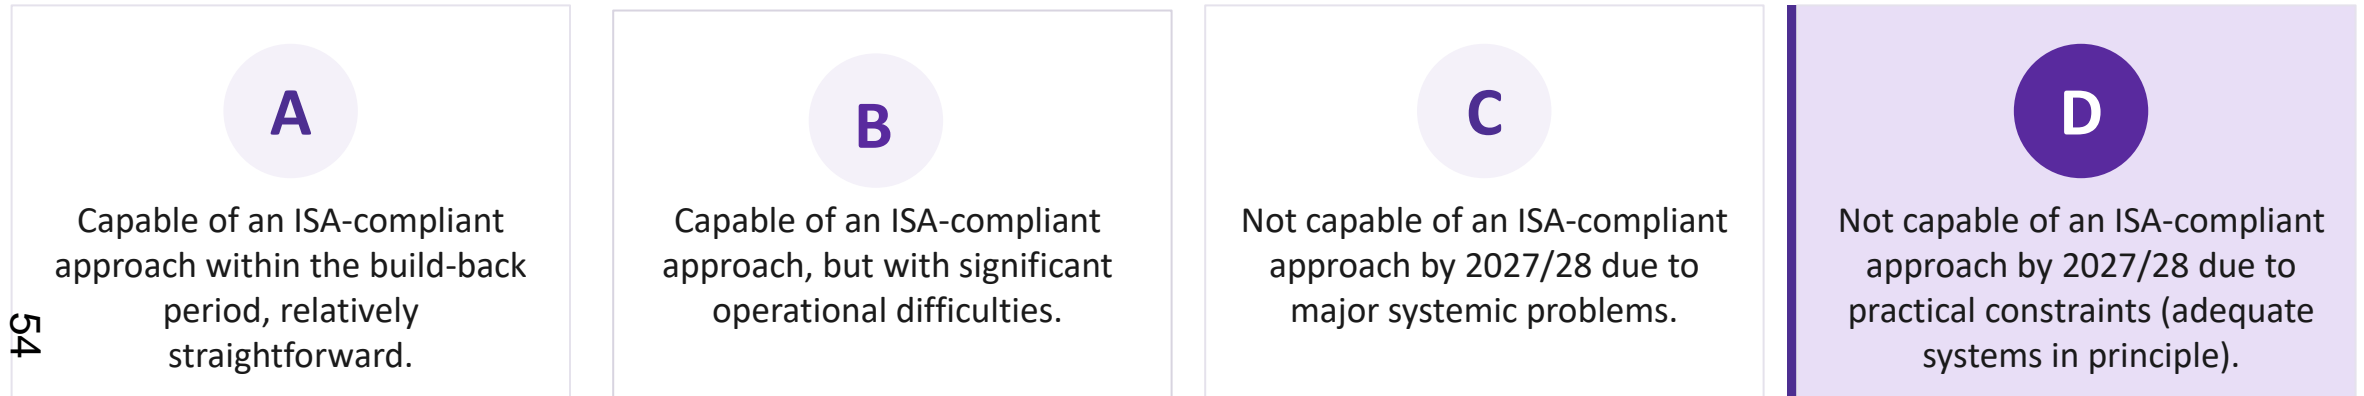 A
Capable of an ISA-compliant
approach within the build-back
period, relatively
straightforward.
B
Capable of an ISA-compliant
approach, but with significant
operational difficulties.
C
Not capable of an ISA-compliant
approach by 2027/28 due to
major systemic problems.
D
Not capable of an ISA-compliant
approach by 2027/28 due to
practical constraints (adequate
systems in principle).
54